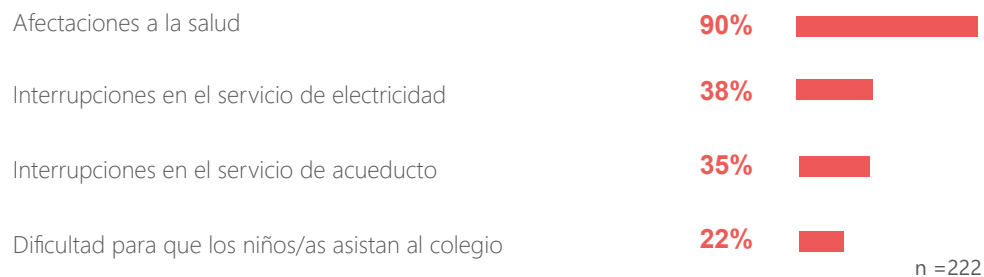 Afectaciones a la salud 90%
Interrupciones en el servicio de electricidad 38%
Interrupciones en el servicio de acueducto 35%
Dificultad para que los niños/as asistan al colegio 22%
n =222